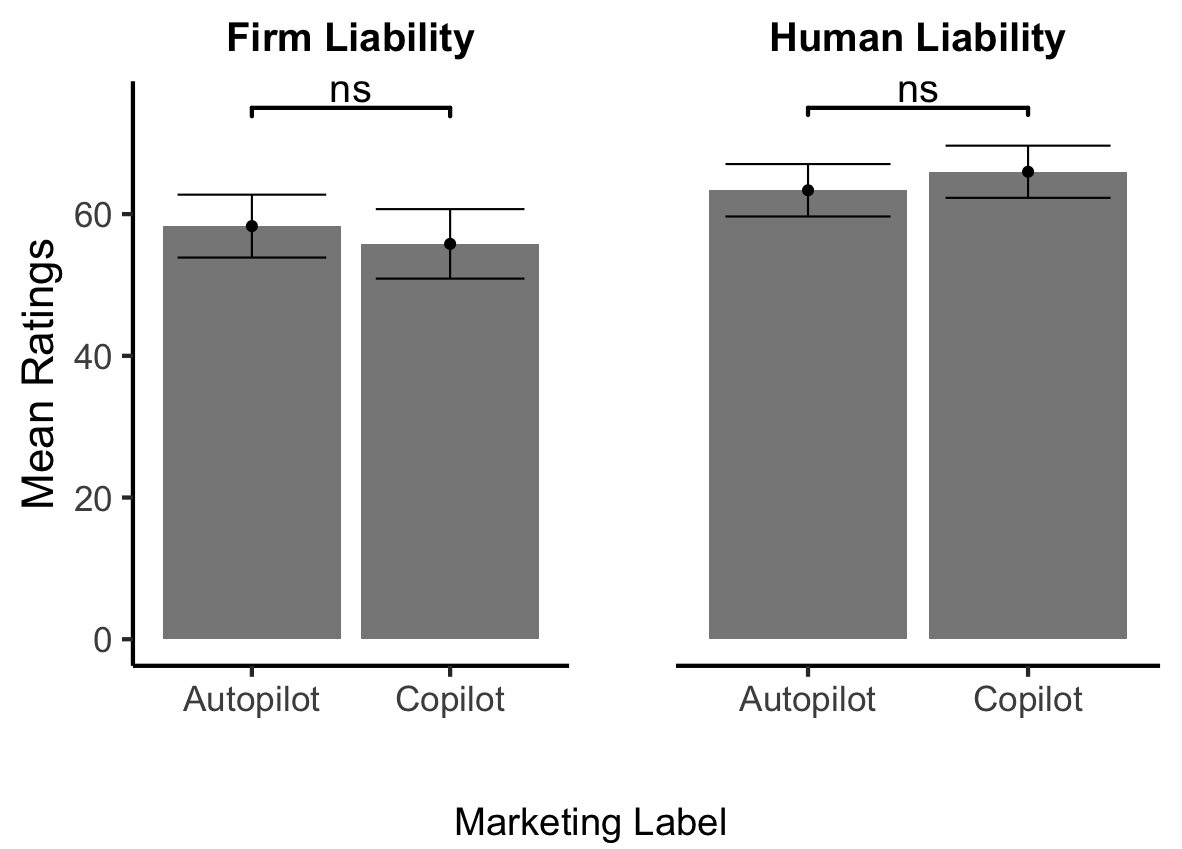 Firm Liability
Human Liability
ns
ns
Mean Ratings
60
40
20
0
Autopilot
Copilot
Autopilot
Copilot
Marketing Label